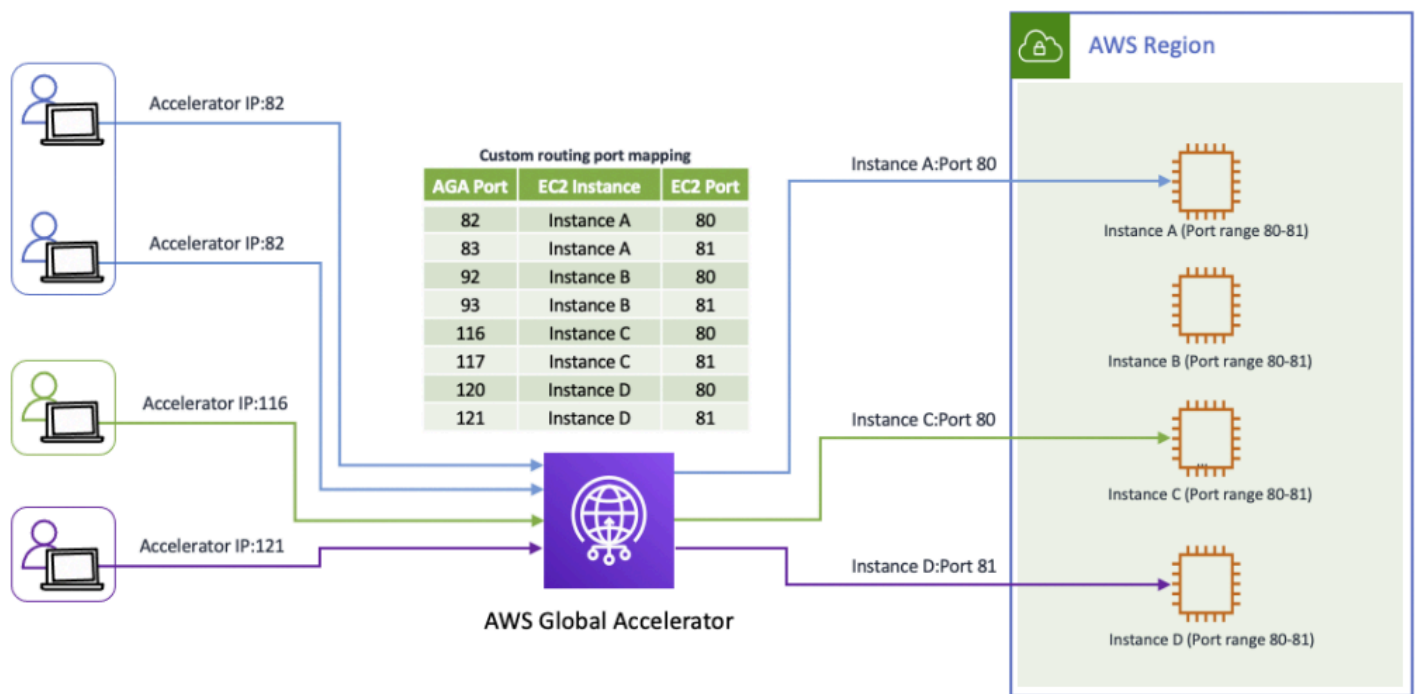 AWS Region
Accelerator IP:82
Custom routing port mapping
AGA Port EC2 Instance EC2 Port
82 Instance A 80
83 Instance A 81
92 Instance B 80
93 Instance B 81
116 Instance C 80
117 Instance C 81
120 Instance D 80
121 Instance D 81
Accelerator IP:82
Accelerator IP:116
Accelerator IP:121
AWS Global Accelerator
Instance A:Port 80
Instance C:Port 80
Instance D:Port 81
Instance A (Port range 80-81)
Instance B (Port range 80-81)
...
Instance C (Port range 80-81)
Instance D (Port range 80-81)